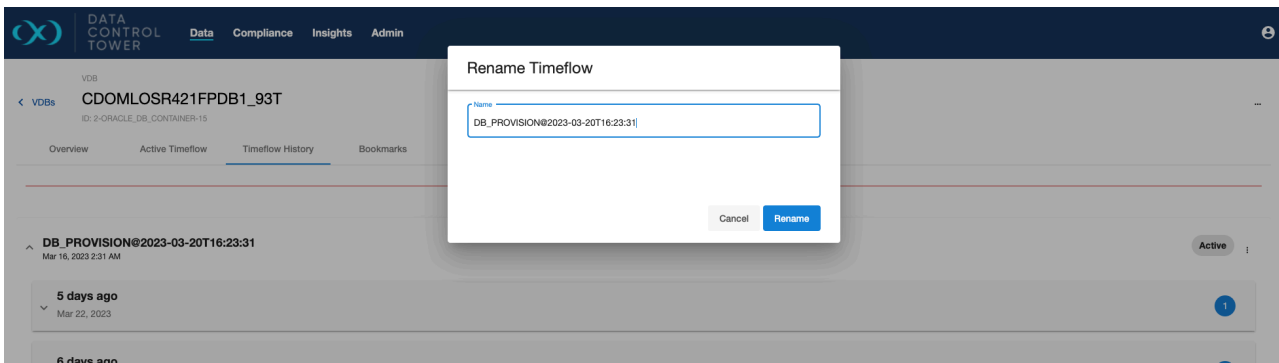 DATA
CONTROL
TOWER
Data Compliance Insights Admin
VDB
VDBs CDOMLOSR421FPDB1_93T
ID: 2-ORACLE_DB_CONTAINER-15
Overview Active Timeflow Timeflow History Bookmarks
Rename Timeflow
Name
DB_PROVISION@2023-03-20T16:23:31
Cancel Rename
DB_PROVISION@2023-03-20T16:23:31 Active
Mar 16, 2023 2:31 AM
5 days ago 1
Mar 22, 2023
6 days ago